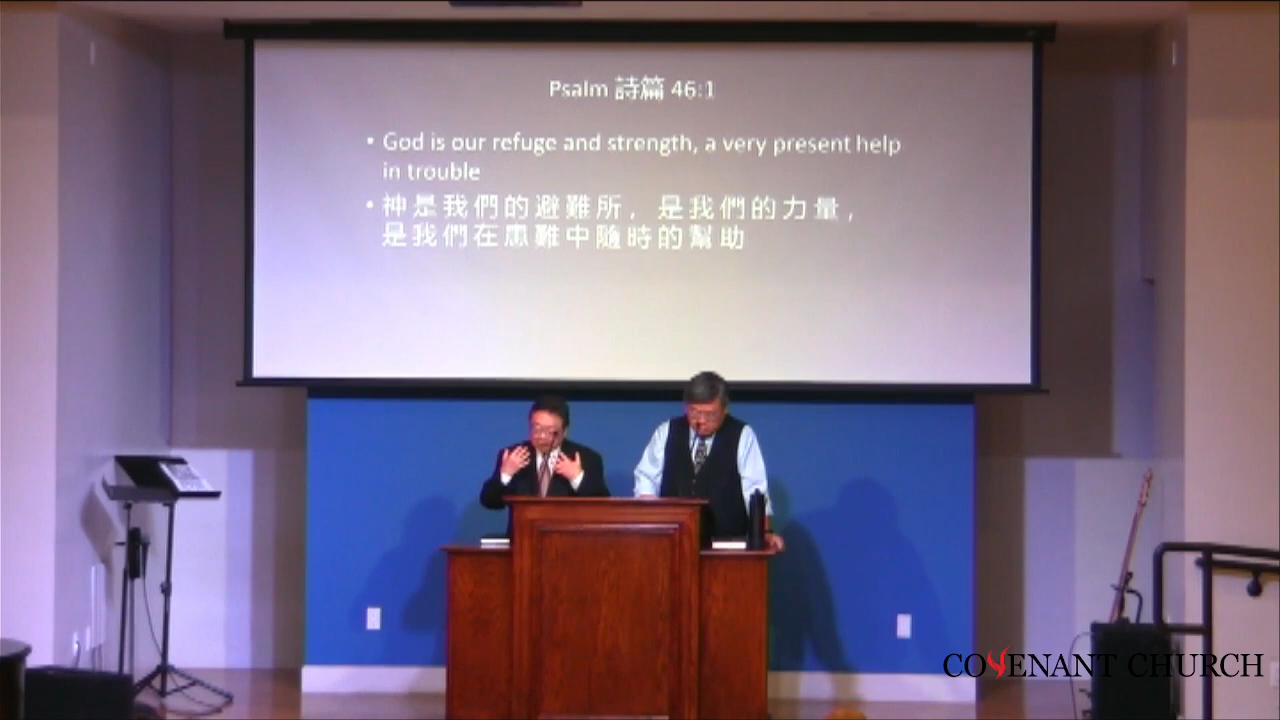 Psalm 詩篇 46:1
• God is our refuge and strength, a very present help
in trouble
• 神是我們的避難所，是我們的力量，
是我們在患難中隨時的幫助
COVENANT CHURCH